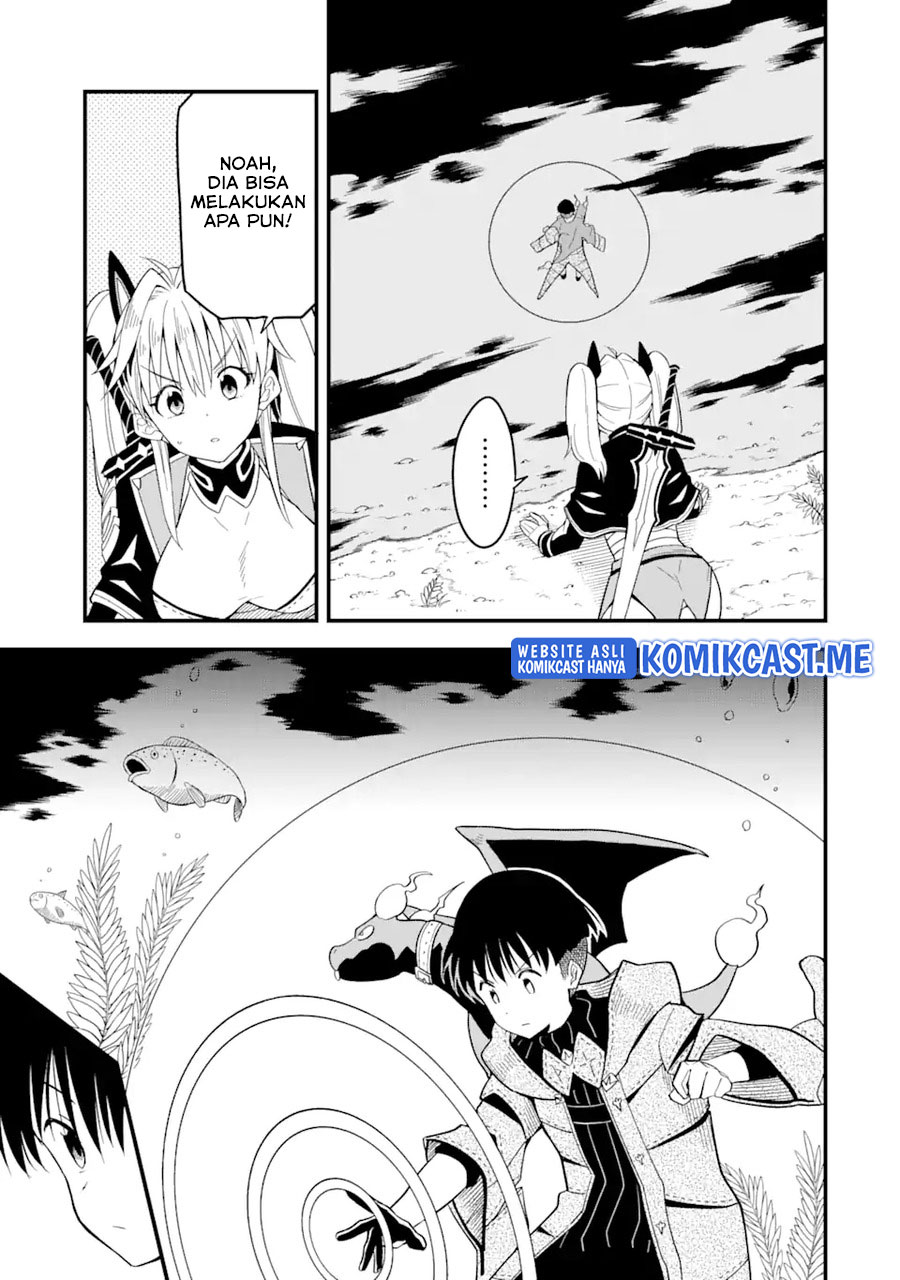 ………
NOAH,
DIA BISA
MELAKUKAN
APA PUN!
WEBSITE ASLI
KOMIKCAST HANYA
KOMIKCAST.ME